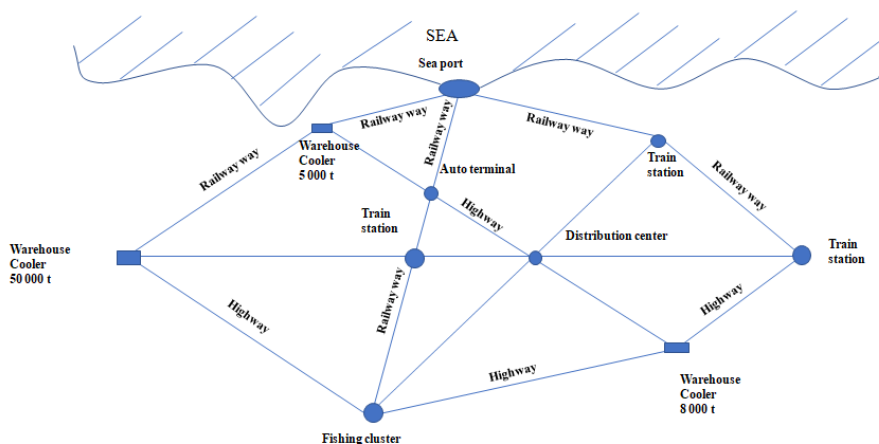 SEA
Sea port
Railway way
Railway way
Railway way
Warehouse
Cooler
5 000 t
Train
station
Railway way
Auto terminal
Railway way
Highway
Train
station
Distribution center
Warehouse
Cooler
50 000 t
Train
station
Railway way
Highway
Highway
Highway
Warehouse
Cooler
8 000 t
Fishing cluster